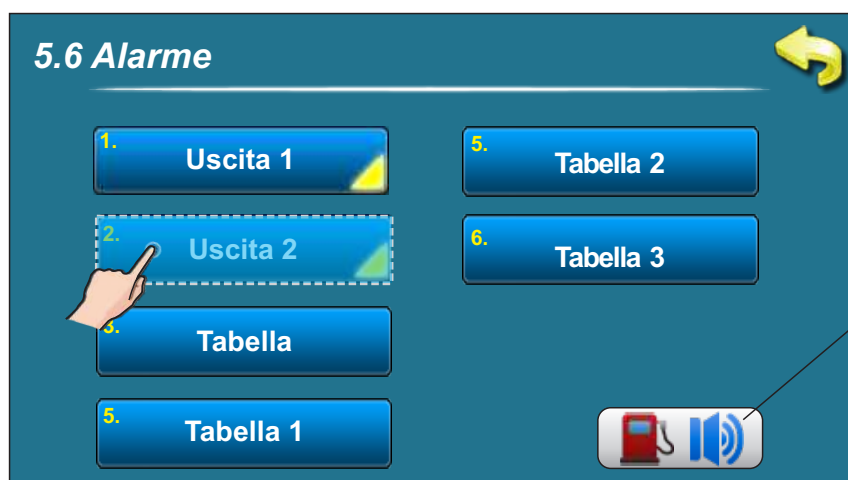 5.6 Alarme
1. Uscita 1
2. Uscita 2
3. Tabella
5. Tabella 1
5. Tabella 2
6. Tabella 3